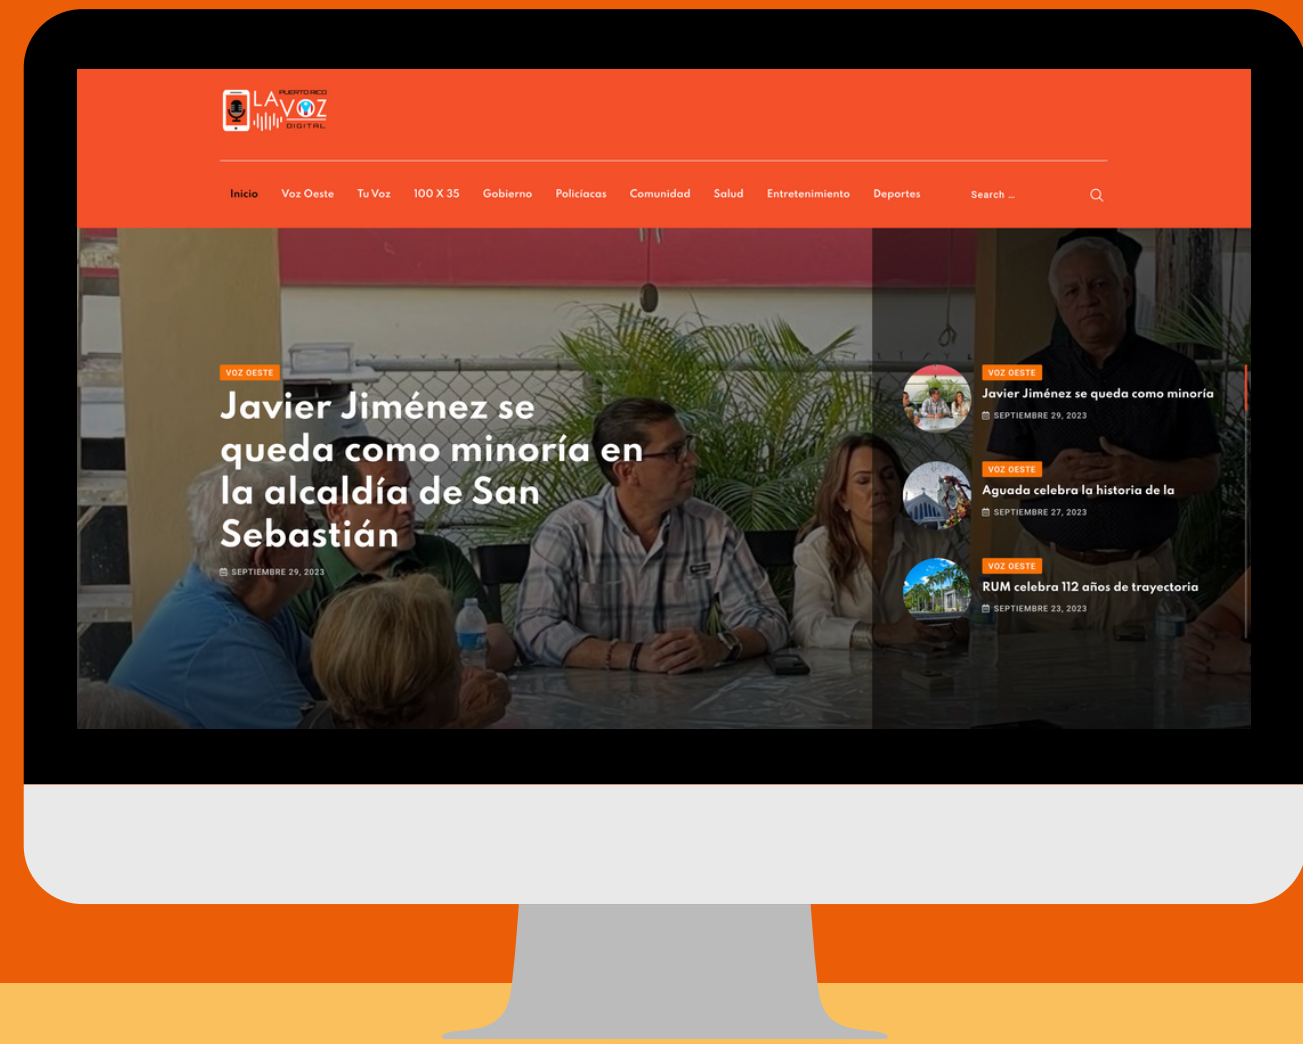 PUERTO RICO
LA VOZ
DIGITAL
Inicio Voz Oeste Tu Voz 100 X 35 Gobierno Policíacas Comunidad Salud Entretenimiento Deportes Search ...
VOZ OESTE
Javier Jiménez se
queda como minoría en
la alcaldía de San
Sebastián
SEPTIEMBRE 29, 2023
VOZ OESTE
Javier Jiménez se queda como minoría
SEPTIEMBRE 29, 2023
VOZ OESTE
Aguada celebra la historia de la
SEPTIEMBRE 27, 2023
VOZ OESTE
RUM celebra 112 años de trayectoria
SEPTIEMBRE 23, 2023